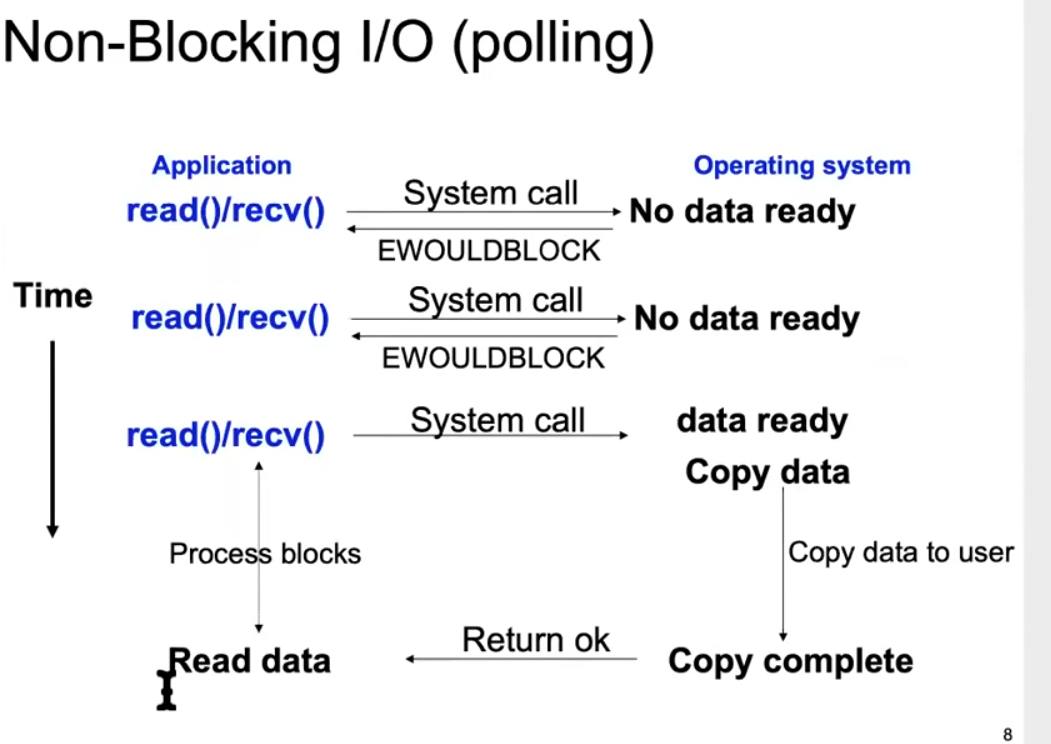 Non-Blocking I/O (polling)
Application
Operating system
read()/recv()
System call
No data ready
EWOULDBLOCK
Time
read()/recv()
System call
No data ready
EWOULDBLOCK
read()/recv()
System call
data ready
Copy data
Process blocks
Copy data to user
Read data
Return ok
Copy complete
8